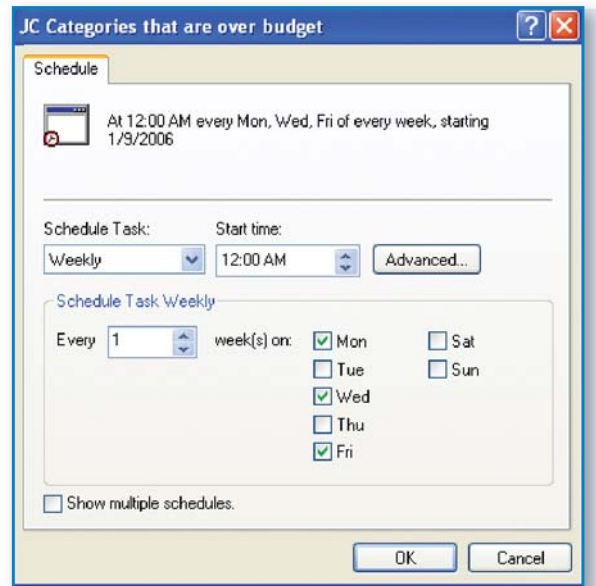 JC Categories that are over budget
Schedule
At 12:00 AM every Mon, Wed, Fri of every week, starting
1/9/2006
Schedule Task: Start time:
Weekly 12:00 AM Advanced...
Schedule Task Weekly
Every 1 week(s) on: Mon Sat
Tue Sun
Wed
Thu
Fri
Show multiple schedules.
OK Cancel